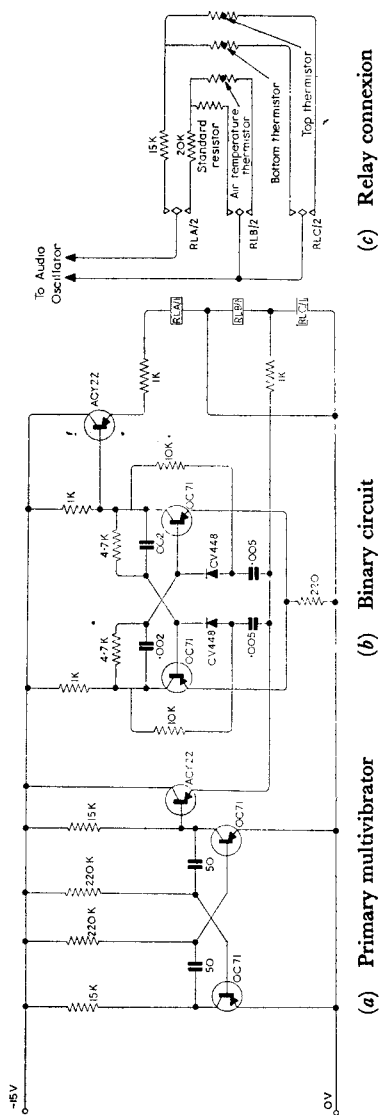 -15V
15K
220K
220K
15K
50
50
OC71
OC71
ACY22
0V
(a) Primary multivibrator
1K
4·7K
4·7K
1K
·002
·002
OC71
OC71
10K
10K
CV448
CV448
·005
·005
220
ACY22
1K
1K
RLA/1
RLB/1
RLC/1
(b) Binary circuit
To Audio
Oscillator
15K
20K
Standard
resistor
Air temperature
thermistor
Bottom thermistor
Top thermistor
RLA/2
RLB/2
RLC/2
(c) Relay connexion